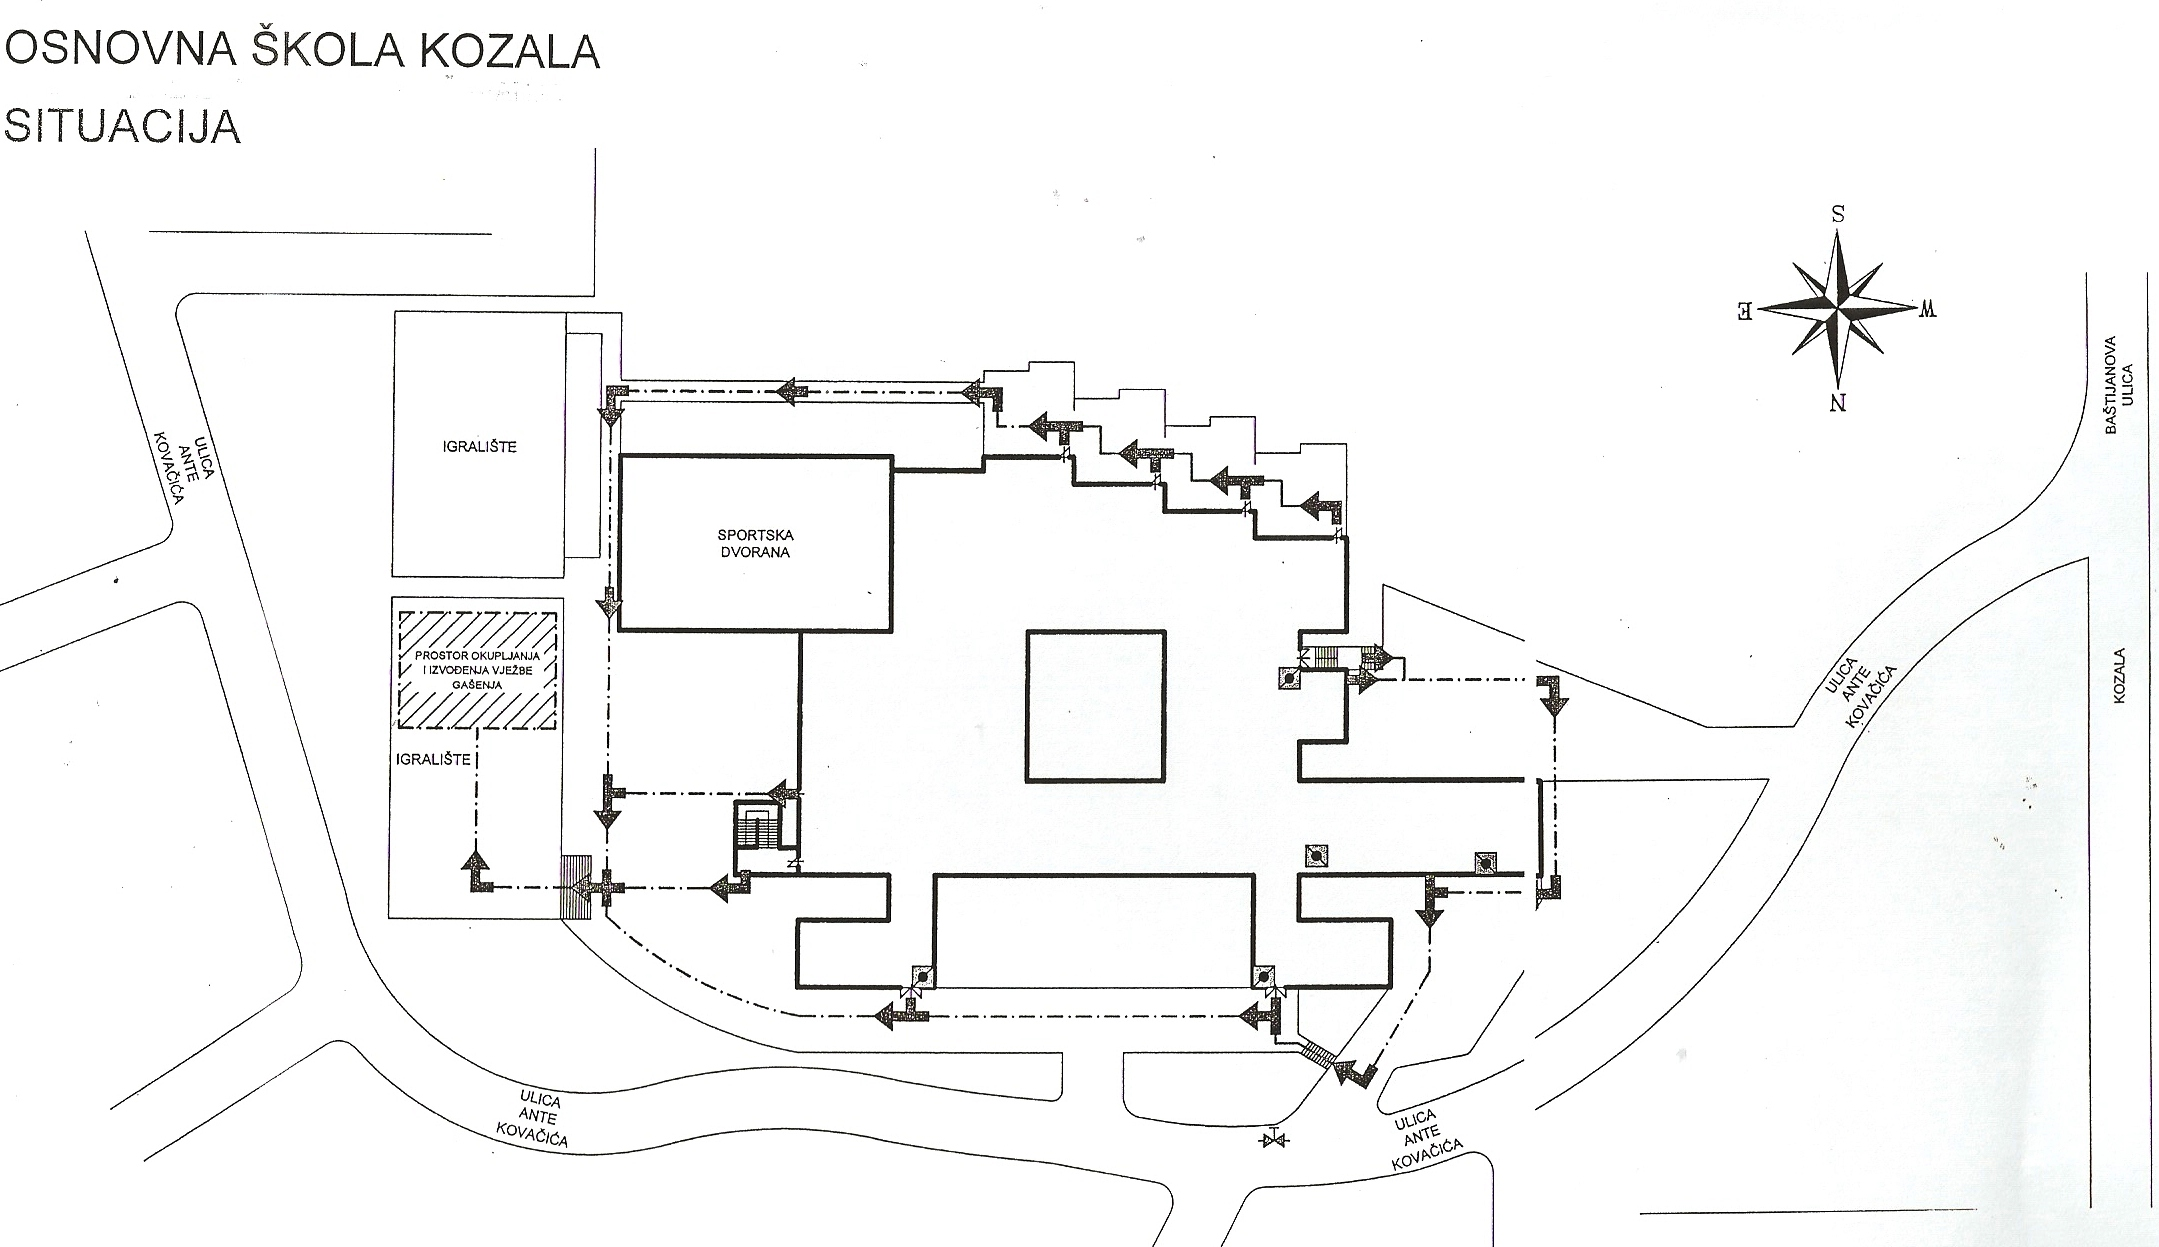 OSNOVNA ŠKOLA KOZALA
SITUACIJA
S
E
W
N
BAŠTIJANOVA
ULICA
ULICA
ANTE
KOVAČIĆA
IGRALIŠTE
SPORTSKA
DVORANA
PROSTOR OKUPLJANJA
I IZVOĐENJA VJEŽBE
GAŠENJA
ULICA
ANTE
KOVAČIĆA
KOZALA
IGRALIŠTE
ULICA
ANTE
KOVAČIĆA
ULICA
ANTE
KOVAČIĆA